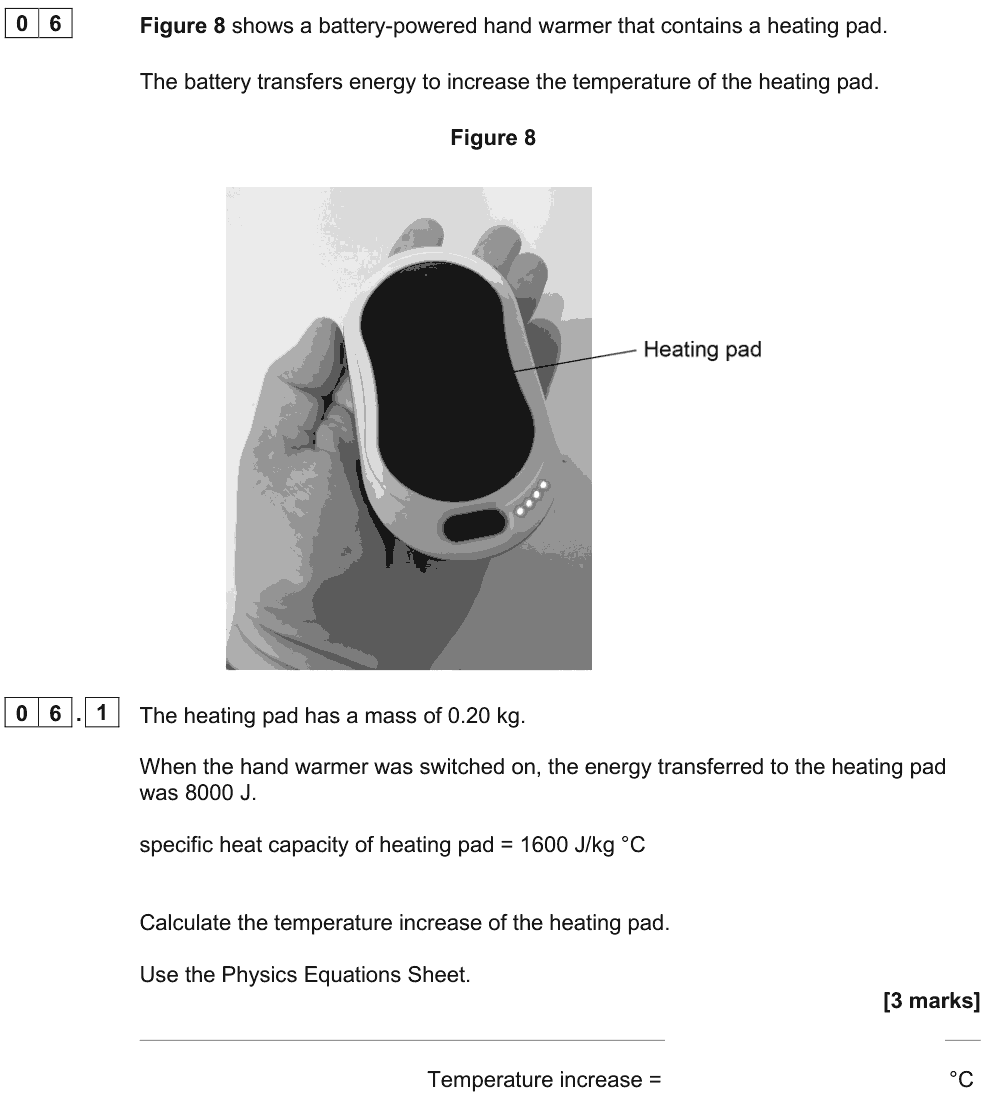 0 6
Figure 8 shows a battery-powered hand warmer that contains a heating pad.
The battery transfers energy to increase the temperature of the heating pad.
Figure 8
Heating pad
0 6 . 1
The heating pad has a mass of 0.20 kg.
When the hand warmer was switched on, the energy transferred to the heating pad
was 8000 J.
specific heat capacity of heating pad = 1600 J/kg °C
Calculate the temperature increase of the heating pad.
Use the Physics Equations Sheet.
[3 marks]
Temperature increase = °C